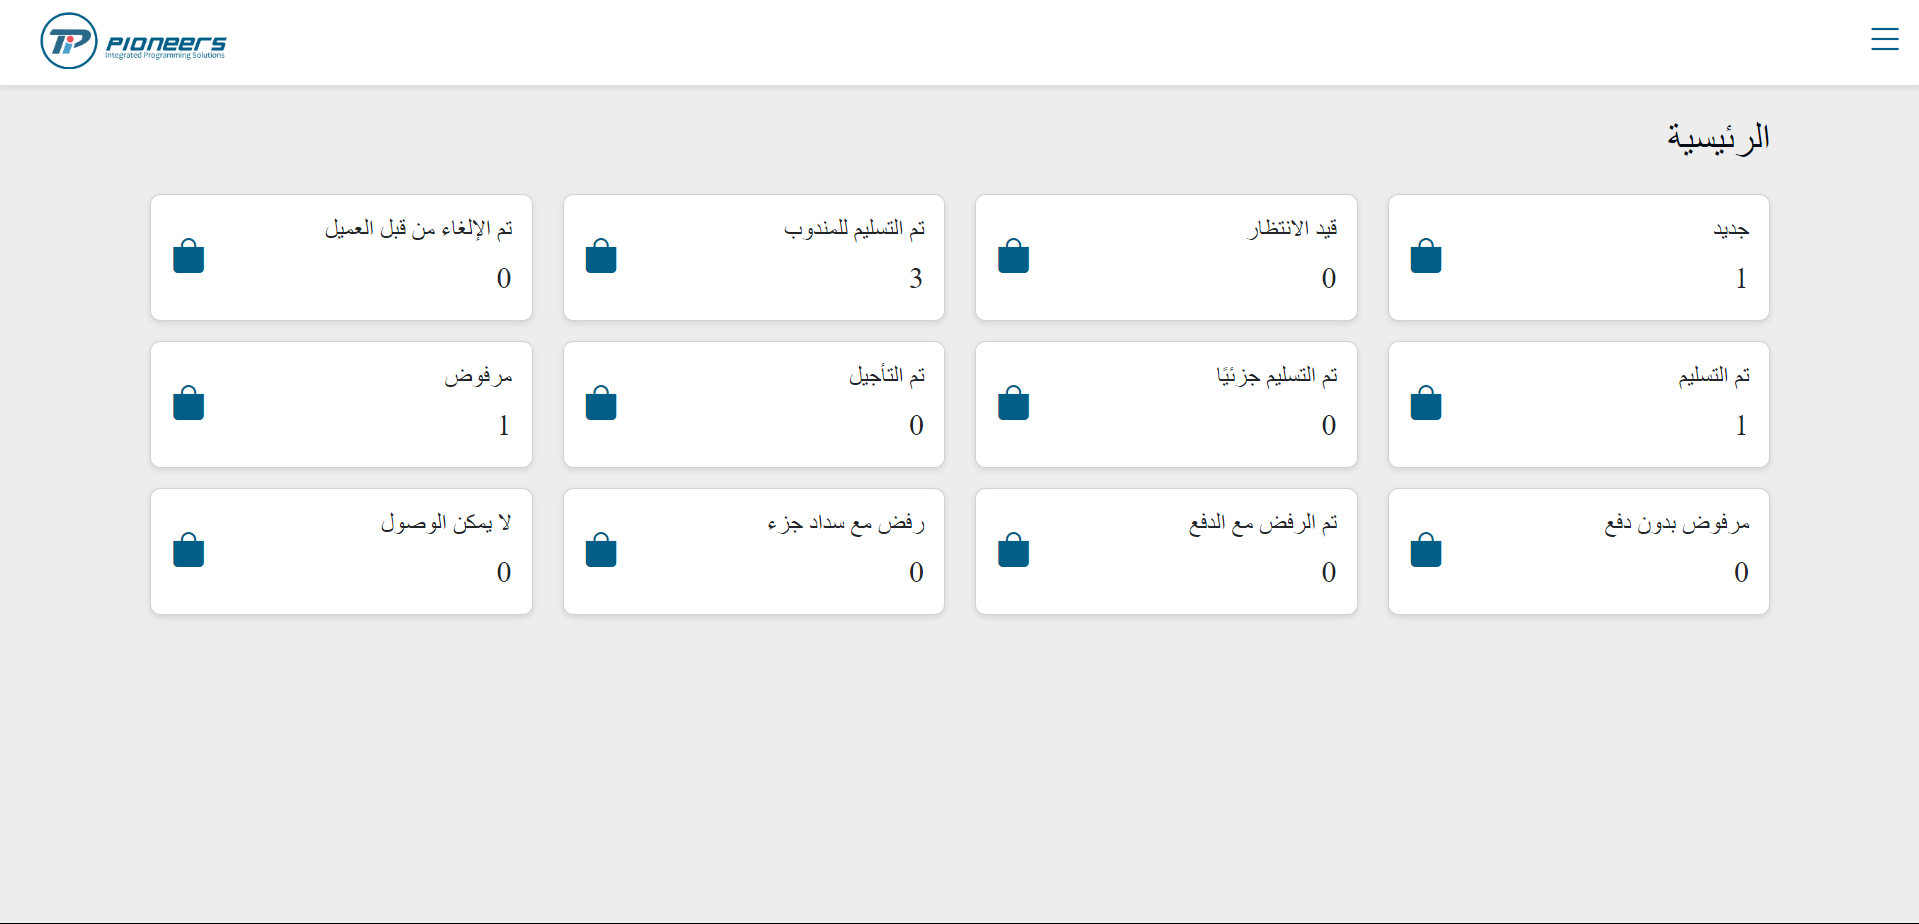 PIONEERS
Integrated Programming Solutions
الرئيسية
جديد
1
قيد الانتظار
0
تم التسليم للمندوب
3
تم الإلغاء من قبل العميل
0
تم التسليم
1
تم التسليم جزئيًا
0
تم التأجيل
0
مرفوض
1
مرفوض بدون دفع
0
تم الرفض مع الدفع
0
رفض مع سداد جزء
0
لا يمكن الوصول
0